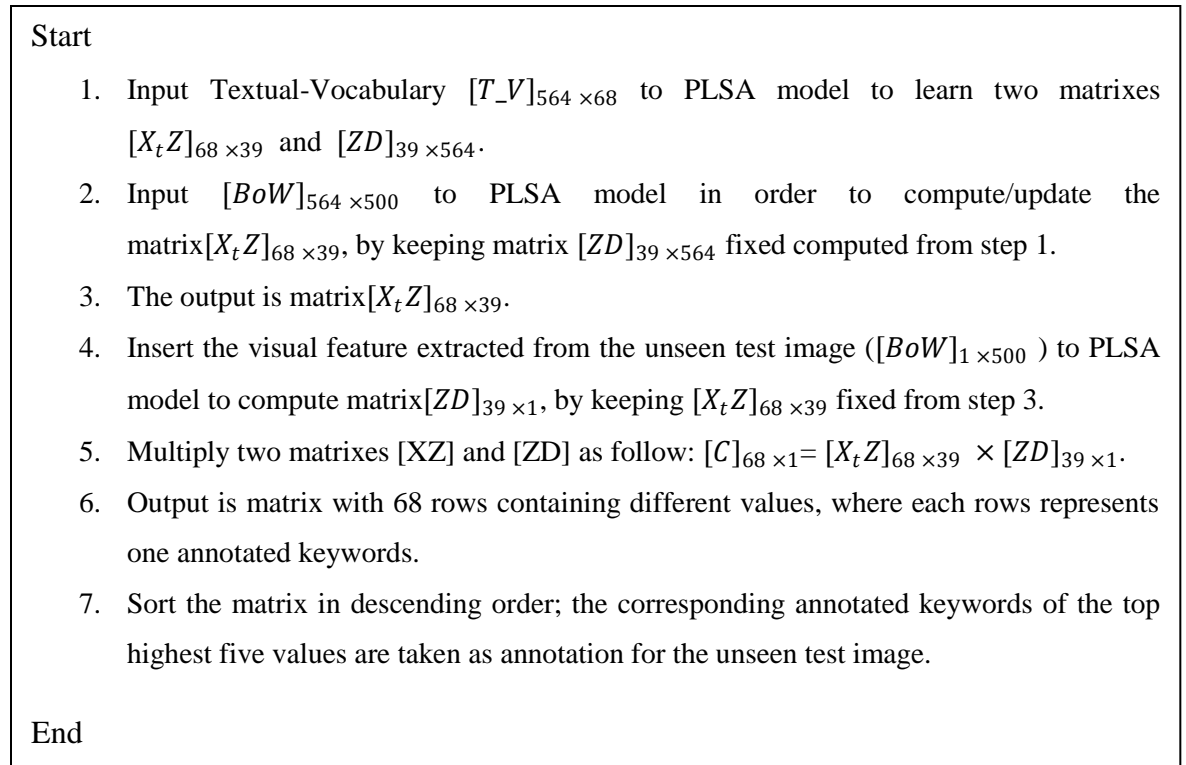 Start
1. Input Textual-Vocabulary [T_V]564 ×68 to PLSA model to learn two matrixes
[XtZ]68 ×39 and [ZD]39 ×564.
2. Input [BoW]564 ×500 to PLSA model in order to compute/update the
matrix[XtZ]68 ×39, by keeping matrix [ZD]39 ×564 fixed computed from step 1.
3. The output is matrix[XtZ]68 ×39.
4. Insert the visual feature extracted from the unseen test image ([BoW]1 ×500 ) to PLSA
model to compute matrix[ZD]39 ×1, by keeping [XtZ]68 ×39 fixed from step 3.
5. Multiply two matrixes [XZ] and [ZD] as follow: [C]68 ×1= [XtZ]68 ×39 × [ZD]39 ×1.
6. Output is matrix with 68 rows containing different values, where each rows represents
one annotated keywords.
7. Sort the matrix in descending order; the corresponding annotated keywords of the top
highest five values are taken as annotation for the unseen test image.
End